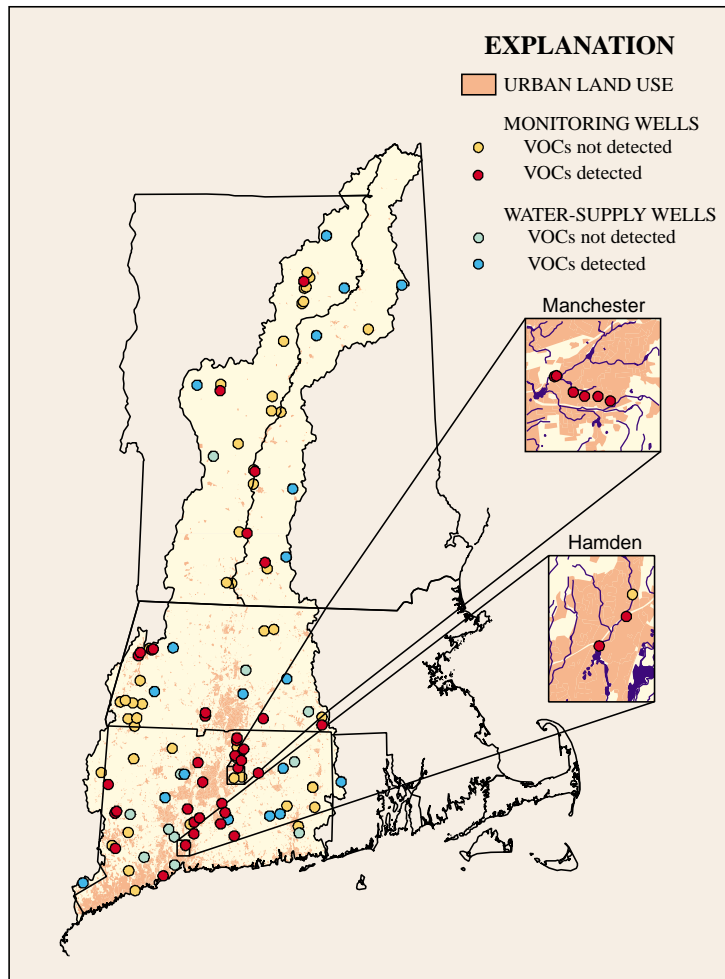 EXPLANATION
URBAN LAND USE
MONITORING WELLS
VOCs not detected
VOCs detected
WATER-SUPPLY WELLS
VOCs not detected
VOCs detected
Manchester
Hamden